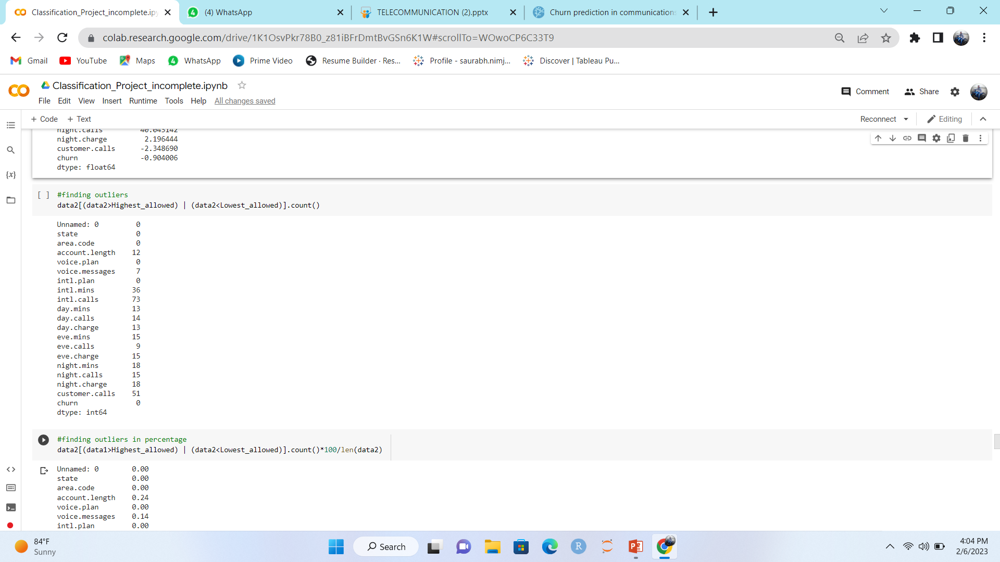 Classification_Project_incomplete.ip
(4) WhatsApp
TELECOMMUNICATION (2).pptx
Churn prediction in communications
colab.research.google.com/drive/1K1OsvPkr78B0_z81iBFrDmtBvGSn6K1W#scrollTo=WOwoCP6C33T9
Gmail YouTube Maps WhatsApp Prime Video Resume Builder · Res... Profile - saurabh.nimj... Discover | Tableau Pu...
Classification_Project_incomplete.ipynb
Comment Share
File Edit View Insert Runtime Tools Help All changes saved
+ Code + Text Reconnect Editing
night.calls 40.045142
night.charge 2.196444
customer.calls -2.348690
churn -0.904006
dtype: float64
[ ] #finding outliers
data2[(data2>Highest_allowed) | (data2<Lowest_allowed)].count()
Unnamed: 0 0
state 0
area.code 0
account.length 12
voice.plan 0
voice.messages 7
intl.plan 0
intl.mins 36
intl.calls 73
day.mins 13
day.calls 14
day.charge 13
eve.mins 15
eve.calls 9
eve.charge 15
night.mins 18
night.calls 15
night.charge 18
customer.calls 51
churn 0
dtype: int64
#finding outliers in percentage
data2[(data1>Highest_allowed) | (data2<Lowest_allowed)].count()*100/len(data2)
Unnamed: 0 0.00
state 0.00
area.code 0.00
account.length 0.24
voice.plan 0.00
voice.messages 0.14
intl.plan 0.00
84°F
Sunny
Search
4:04 PM
2/6/2023